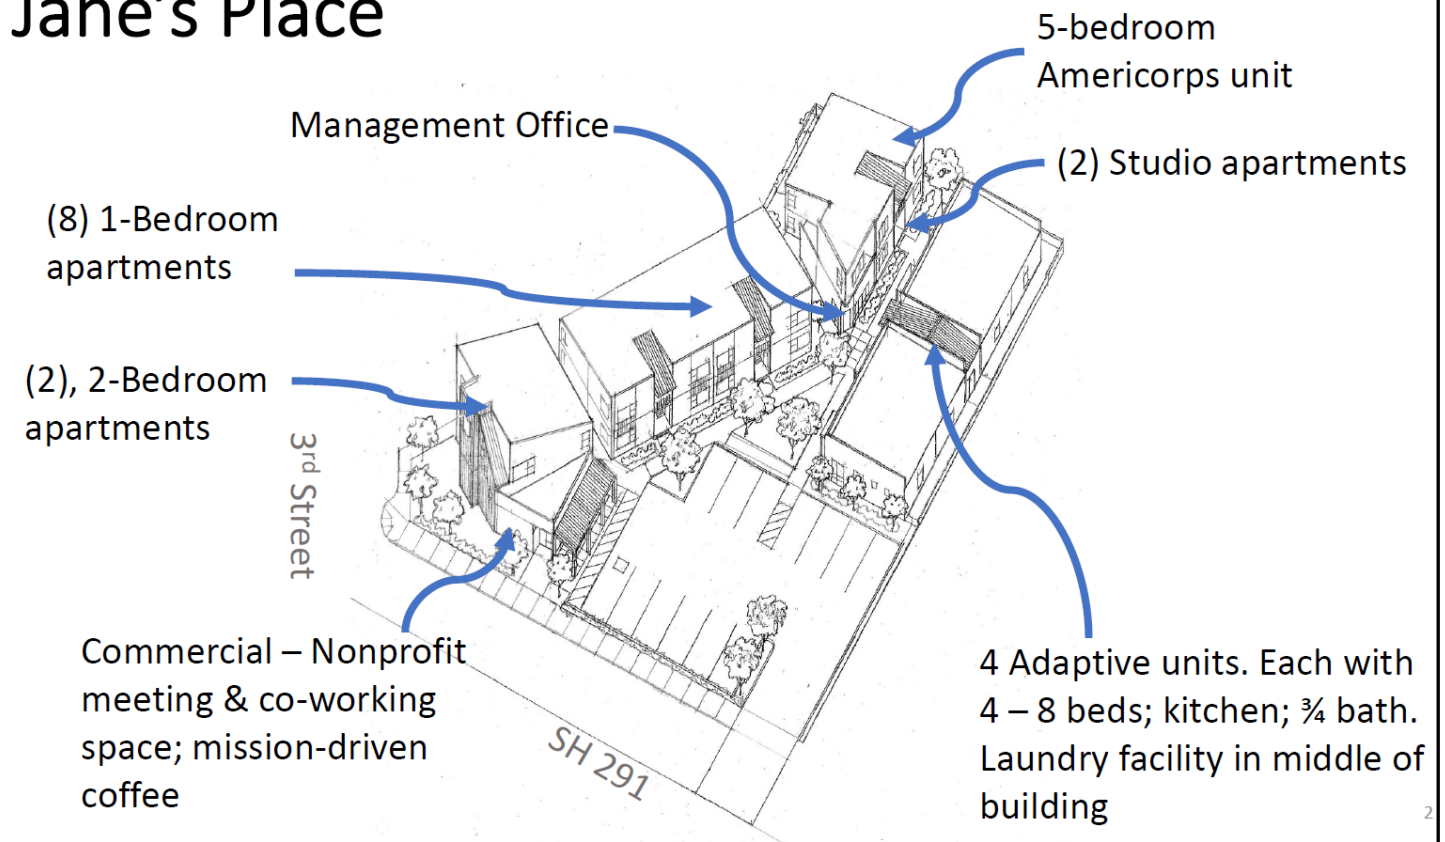 Jane's Place
5-bedroom
Americorps unit
Management Office
(2) Studio apartments
(8) 1-Bedroom
apartments
(2), 2-Bedroom
apartments
3rd Street
Commercial – Nonprofit
meeting & co-working
space; mission-driven
coffee
SH 291
4 Adaptive units. Each with
4 – 8 beds; kitchen; ¾ bath.
Laundry facility in middle of
building
2